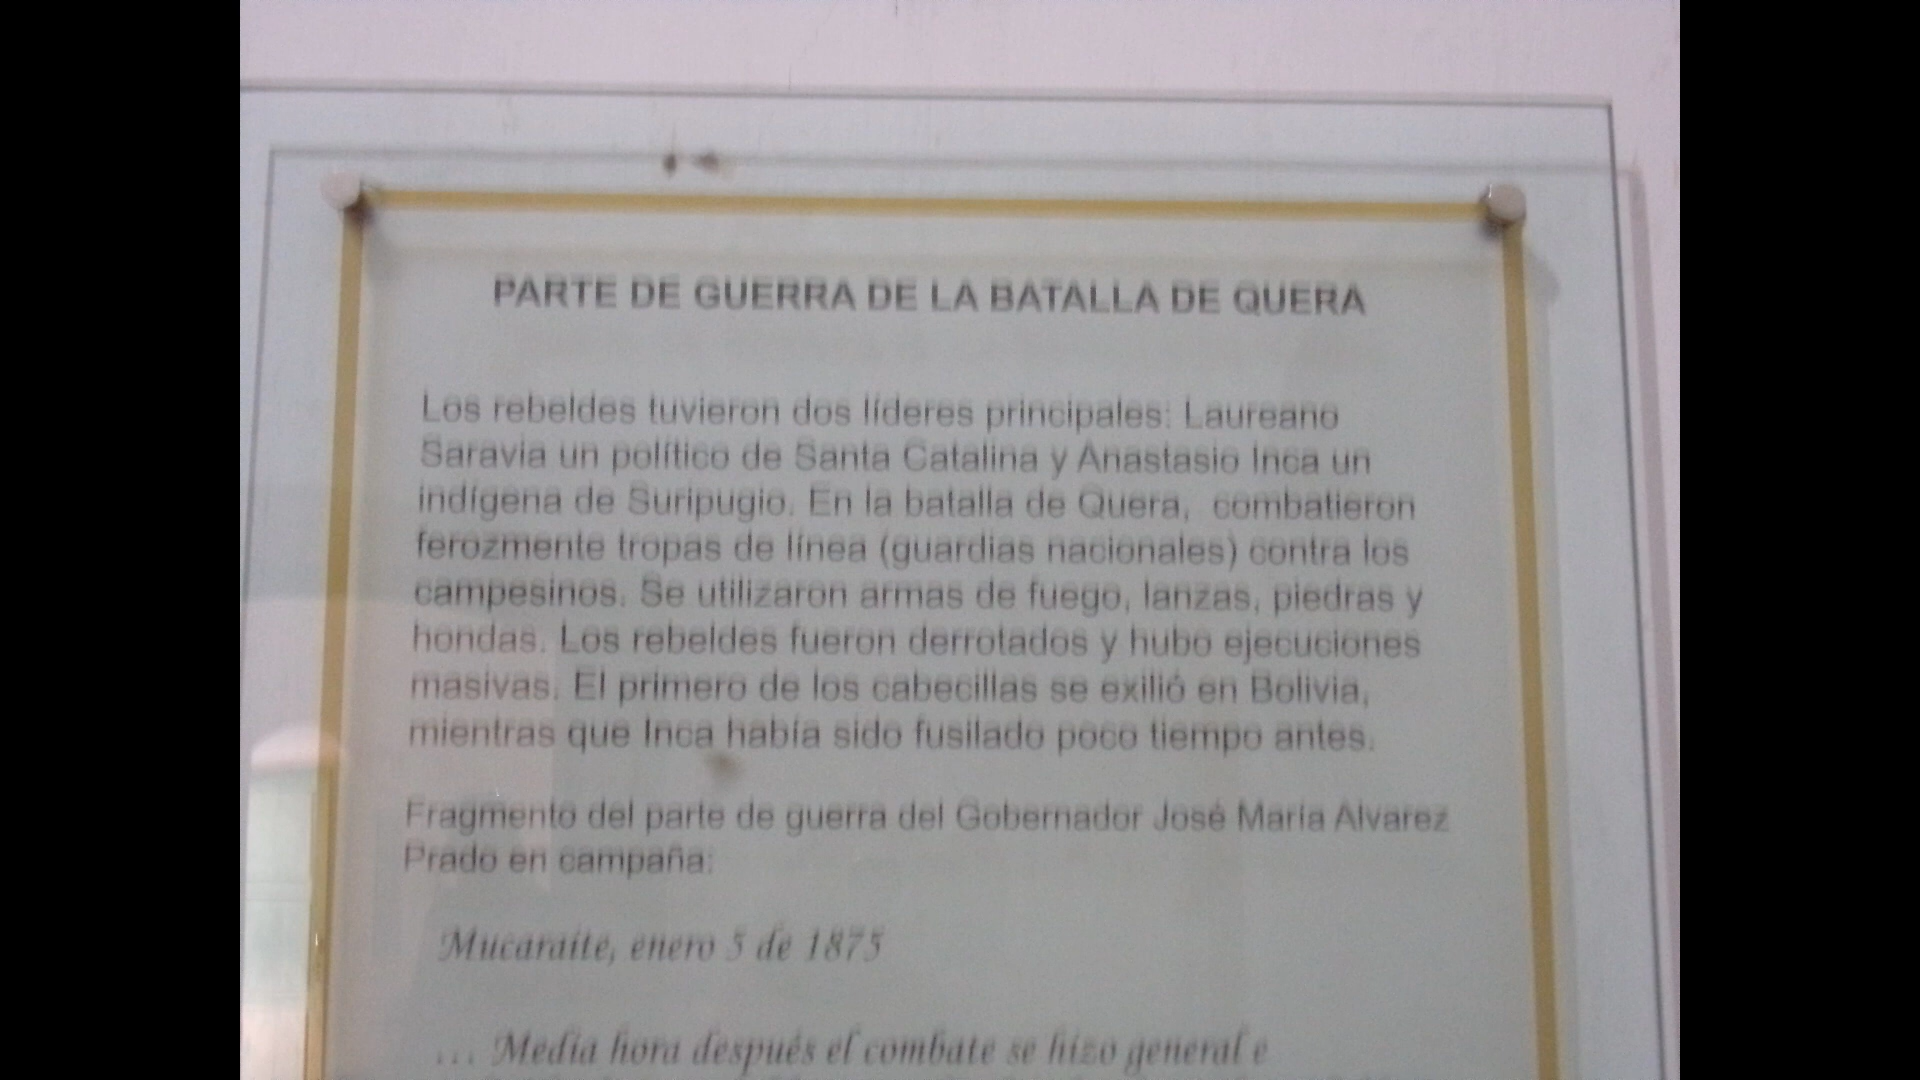 PARTE DE GUERRA DE LA BATALLA DE QUERA
Los rebeldes tuvieron dos líderes principales: Laureano
Saravia un político de Santa Catalina y Anastasio Inca un
indígena de Suripugio. En la batalla de Quera, combatieron
ferozmente tropas de línea (guardias nacionales) contra los
campesinos. Se utilizaron armas de fuego, lanzas, piedras y
hondas. Los rebeldes fueron derrotados y hubo ejecuciones
masivas. El primero de los cabecillas se exilió en Bolivia,
mientras que Inca había sido fusilado poco tiempo antes.
Fragmento del parte de guerra del Gobernador José María Alvarez
Prado en campaña:
Mucaraite, enero 5 de 1875
... Media hora después el combate se hizo general e